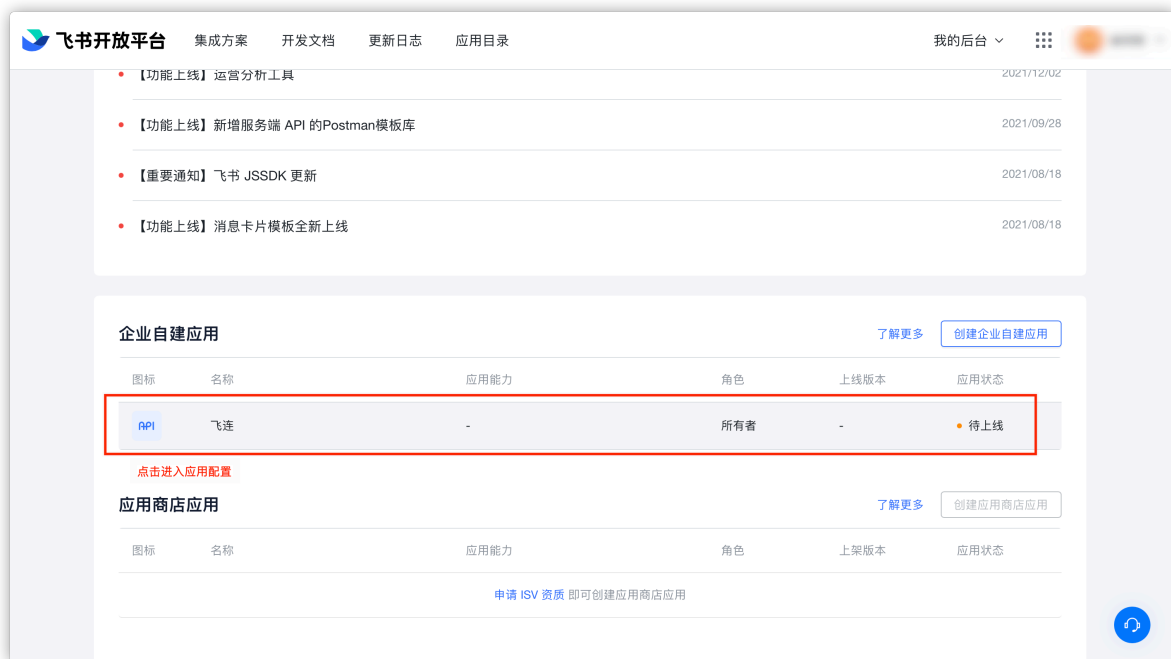 飞书开放平台 集成方案 开发文档 更新日志 应用目录 我的后台
【功能上线】运营分析工具 2021/12/02
【功能上线】新增服务端 API 的Postman模板库 2021/09/28
【重要通知】飞书 JSSDK 更新 2021/08/18
【功能上线】消息卡片模板全新上线 2021/08/18
企业自建应用 了解更多 创建企业自建应用
图标 名称 应用能力 角色 上线版本 应用状态
API 飞连 - 所有者 - 待上线
点击进入应用配置
应用商店应用 了解更多 创建应用商店应用
图标 名称 应用能力 角色 上架版本 应用状态
申请 ISV 资质 即可创建应用商店应用